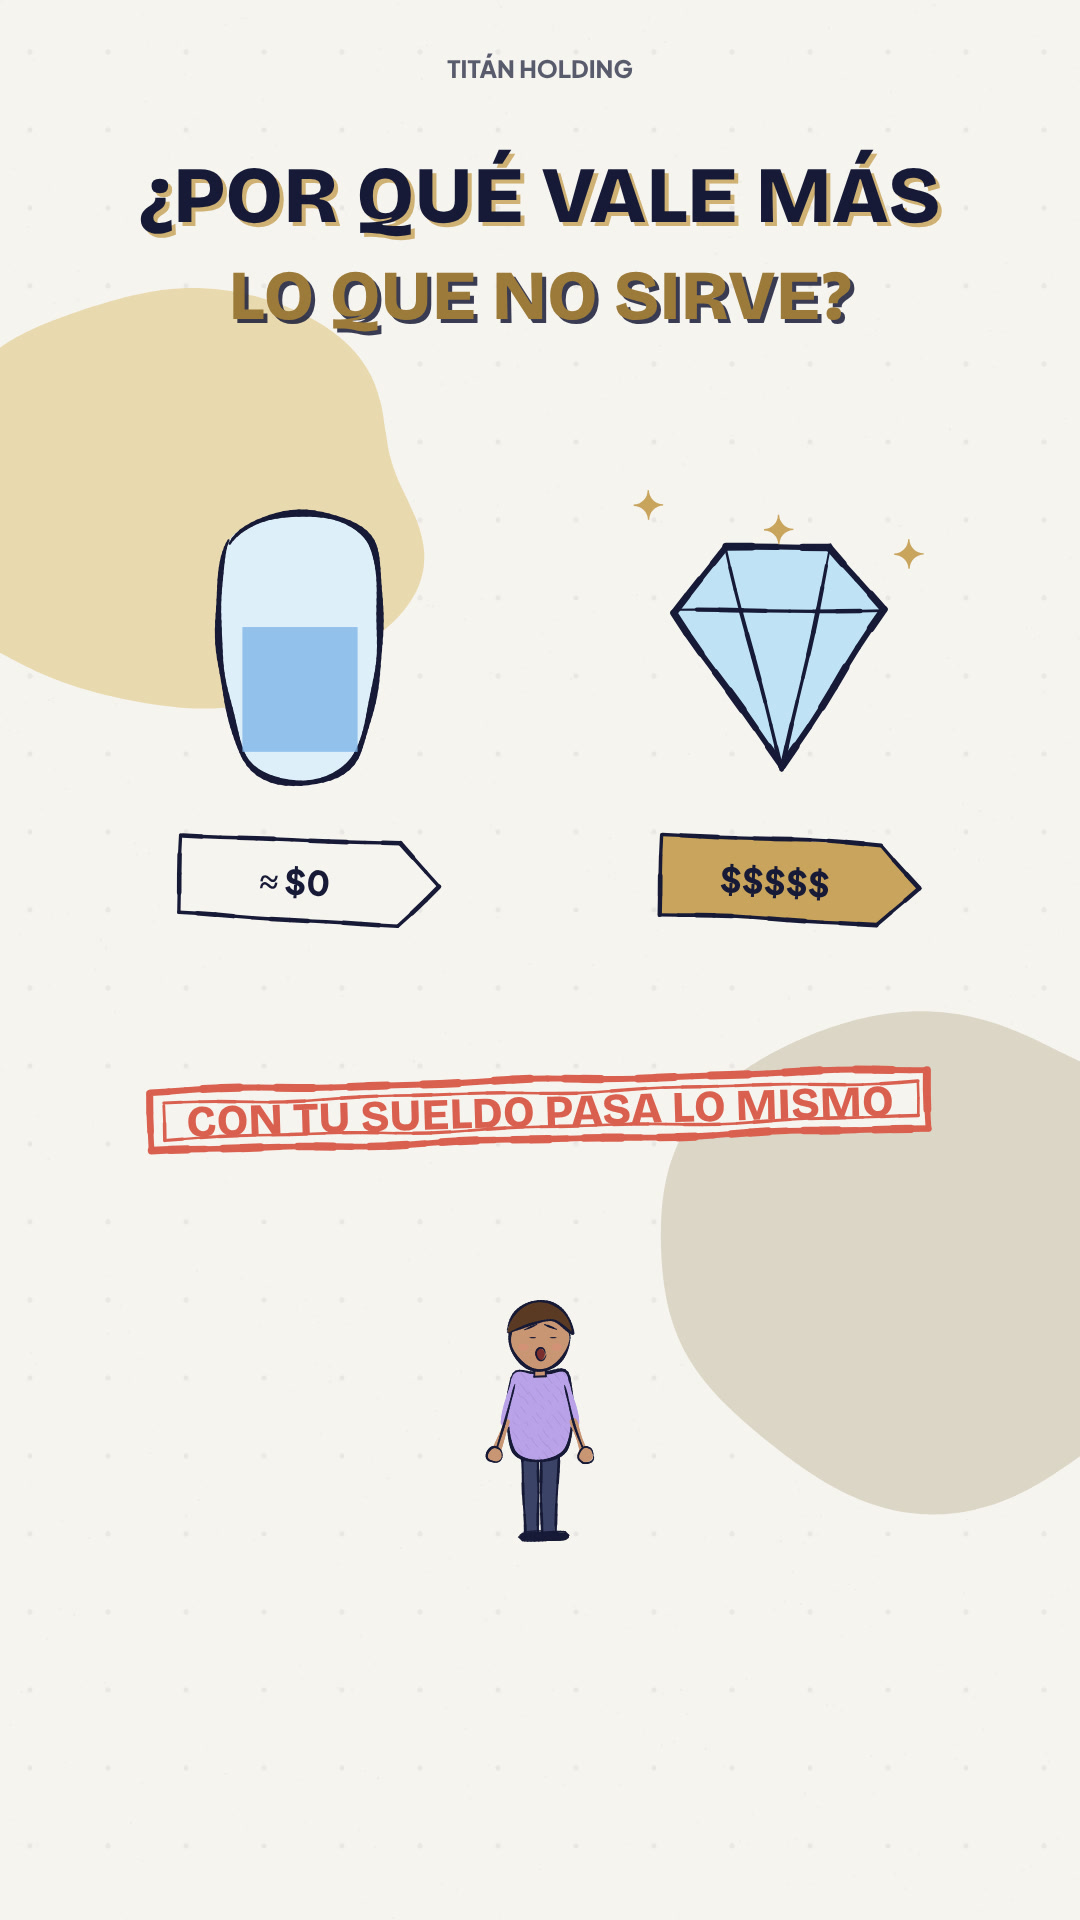 TITÁN HOLDING
¿POR QUÉ VALE MÁS
LO QUE NO SIRVE?
≈ $0
$$$$$
CON TU SUELDO PASA LO MISMO